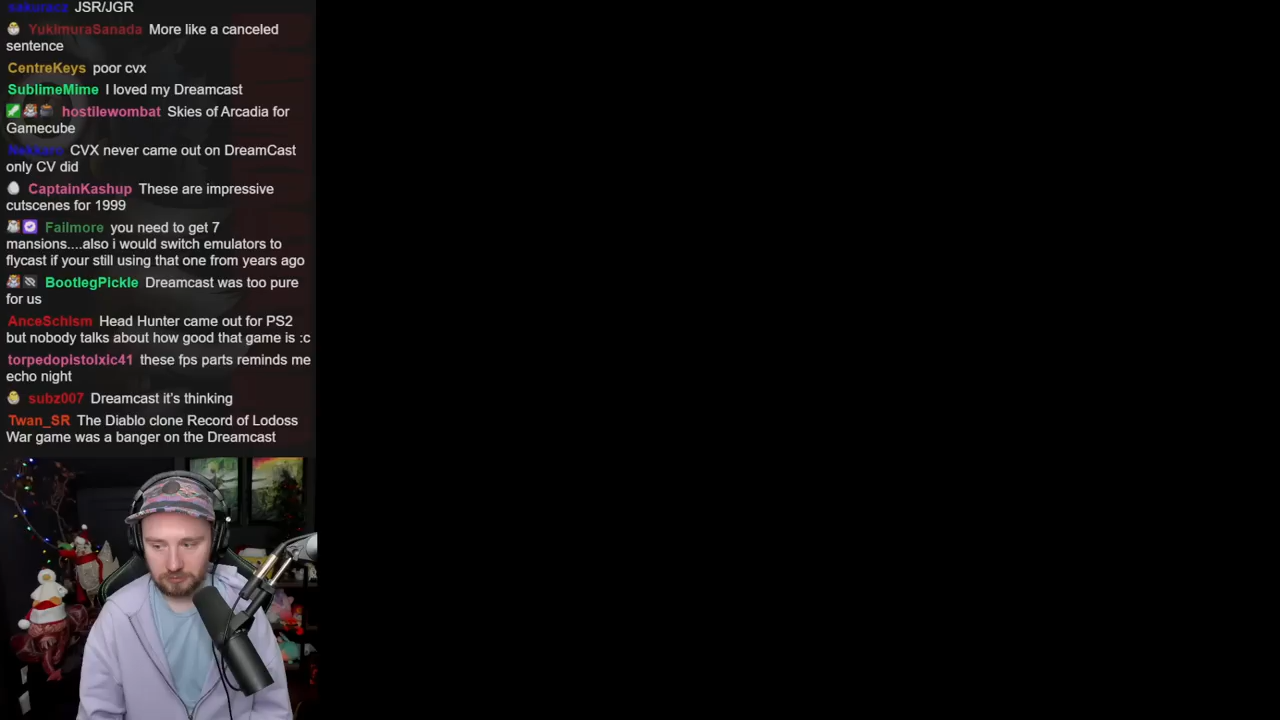 JSR/JGR
YukimuraSanada More like a canceled
sentence
CentreKeys poor cvx
SublimeMime I loved my Dreamcast
hostilewombat Skies of Arcadia for
Gamecube
CVX never came out on DreamCast
only CV did
CaptainKashup These are impressive
cutscenes for 1999
Failmore you need to get 7
mansions....also i would switch emulators to
flycast if your still using that one from years ago
BootlegPickle Dreamcast was too pure
for us
AnceSchism Head Hunter came out for PS2
but nobody talks about how good that game is :c
torpedopistolxic41 these fps parts reminds me
echo night
subz007 Dreamcast it's thinking
Twan_SR The Diablo clone Record of Lodoss
War game was a banger on the Dreamcast